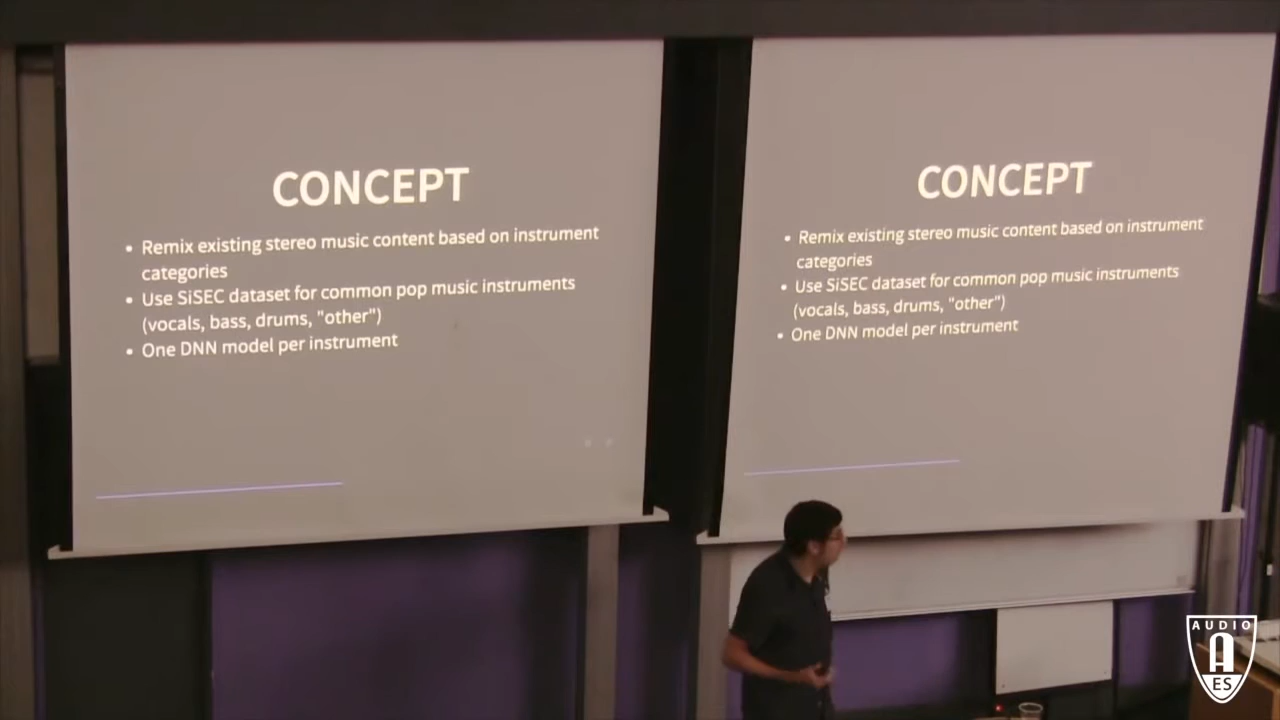 CONCEPT
• Remix existing stereo music content based on instrument
categories
• Use SiSEC dataset for common pop music instruments
(vocals, bass, drums, "other")
• One DNN model per instrument
CONCEPT
• Remix existing stereo music content based on instrument
categories
• Use SiSEC dataset for common pop music instruments
(vocals, bass, drums, "other")
• One DNN model per instrument
AUDIO
A
ES